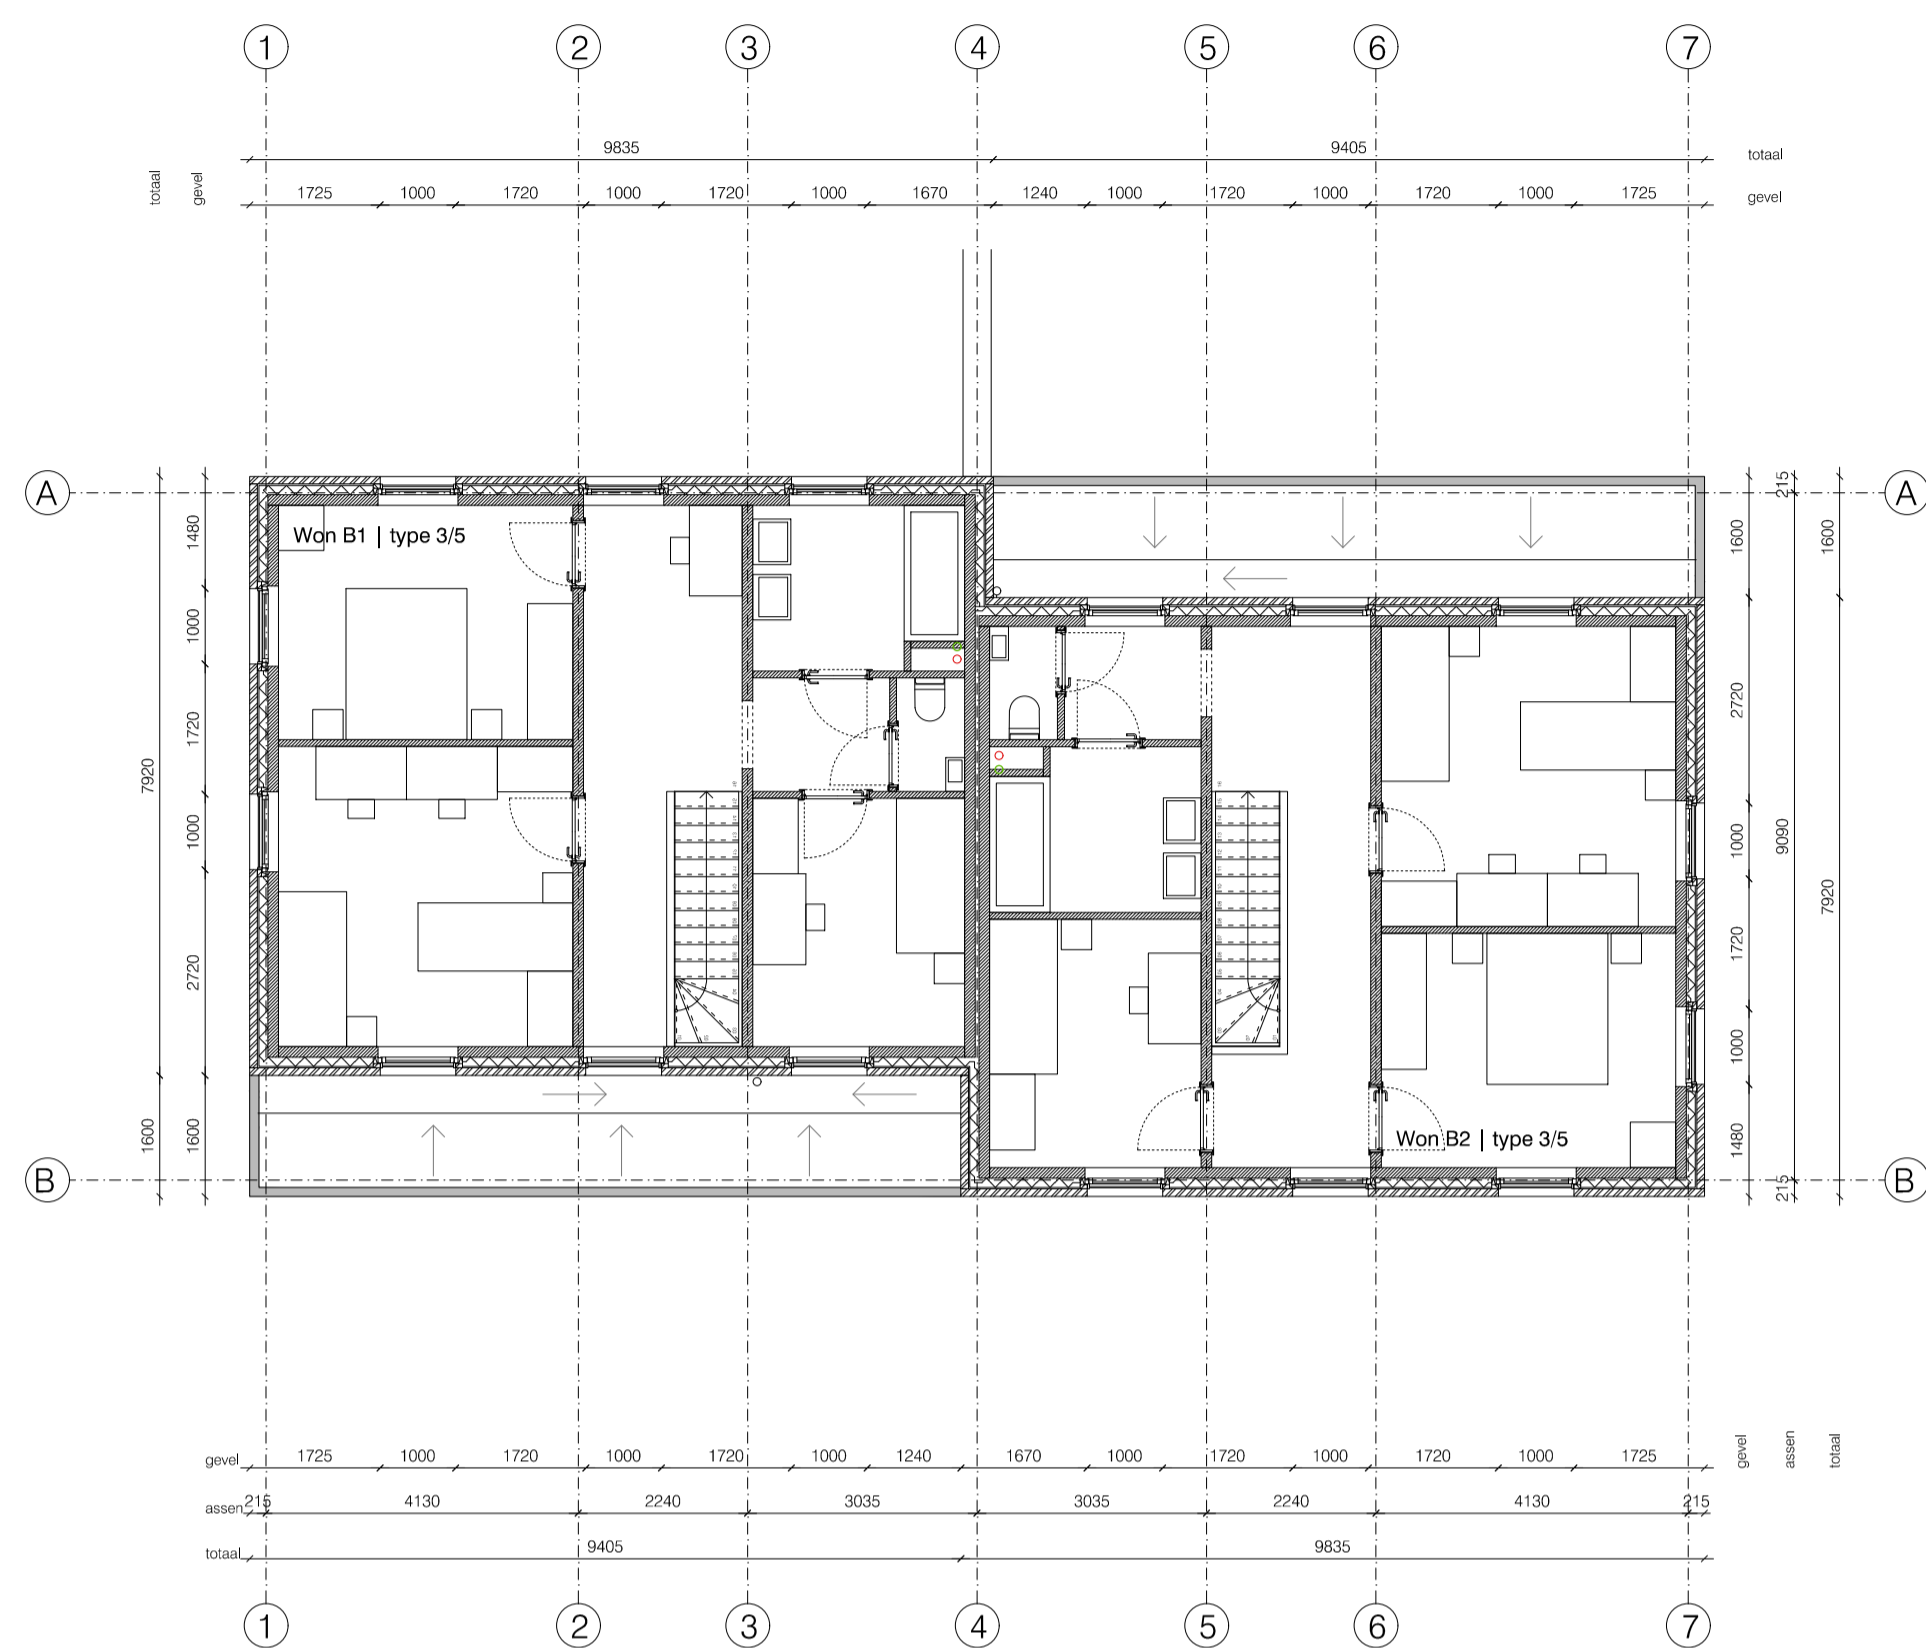 1 2 3 4 5 6 7
9835 9405 totaal
totaal gevel 1725 1000 1720 1000 1720 1000 1670 1240 1000 1720 1000 1720 1000 1725 gevel
A A
Won B1 | type 3/5
7920 1600
1480 1000 1720 1000 2720 1600
1600 2720 1000 1720 1000 1480
215 9090 215
1600 7920
Won B2 | type 3/5
B B
gevel 1725 1000 1720 1000 1720 1000 1240 1670 1000 1720 1000 1720 1000 1725 gevel assen totaal
assen 215 4130 2240 3035 3035 2240 4130 215
totaal 9405 9835
1 2 3 4 5 6 7